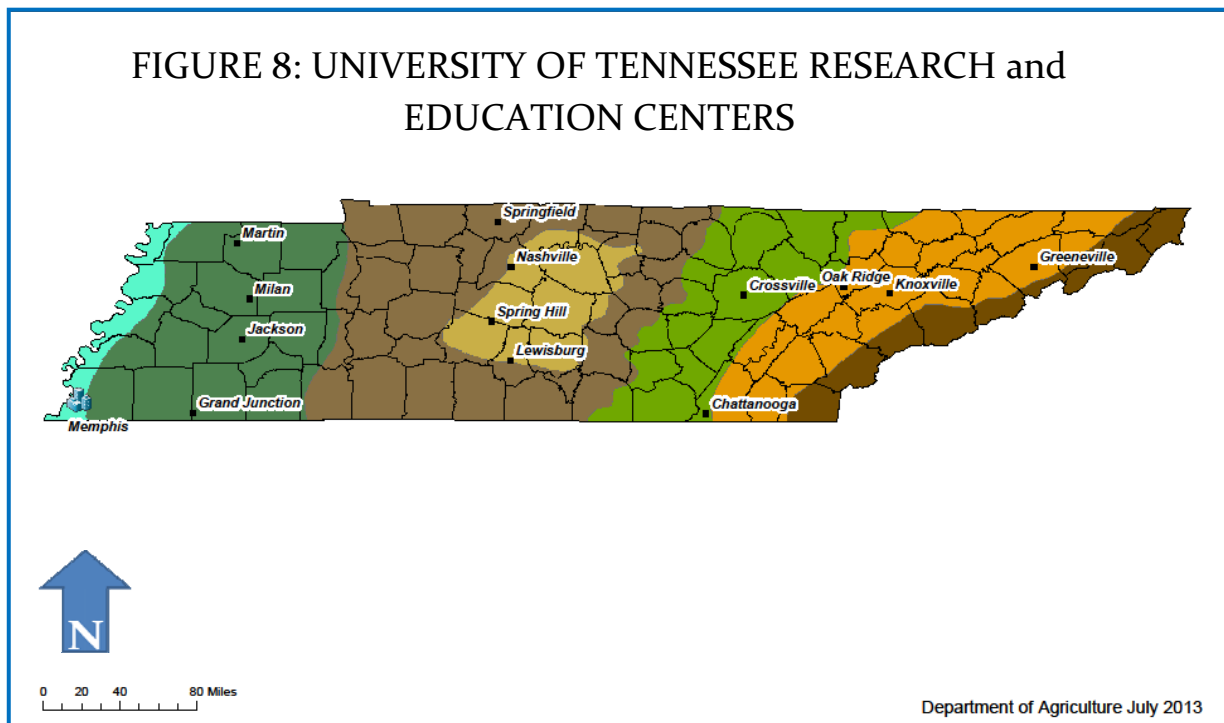 FIGURE 8: UNIVERSITY OF TENNESSEE RESEARCH and
EDUCATION CENTERS
Springfield
Martin
Nashville
Greeneville
Oak Ridge
Milan
Crossville
Knoxville
Spring Hill
Jackson
Lewisburg
Grand Junction
Chattanooga
Memphis
N
0 20 40 80 Miles
Department of Agriculture July 2013